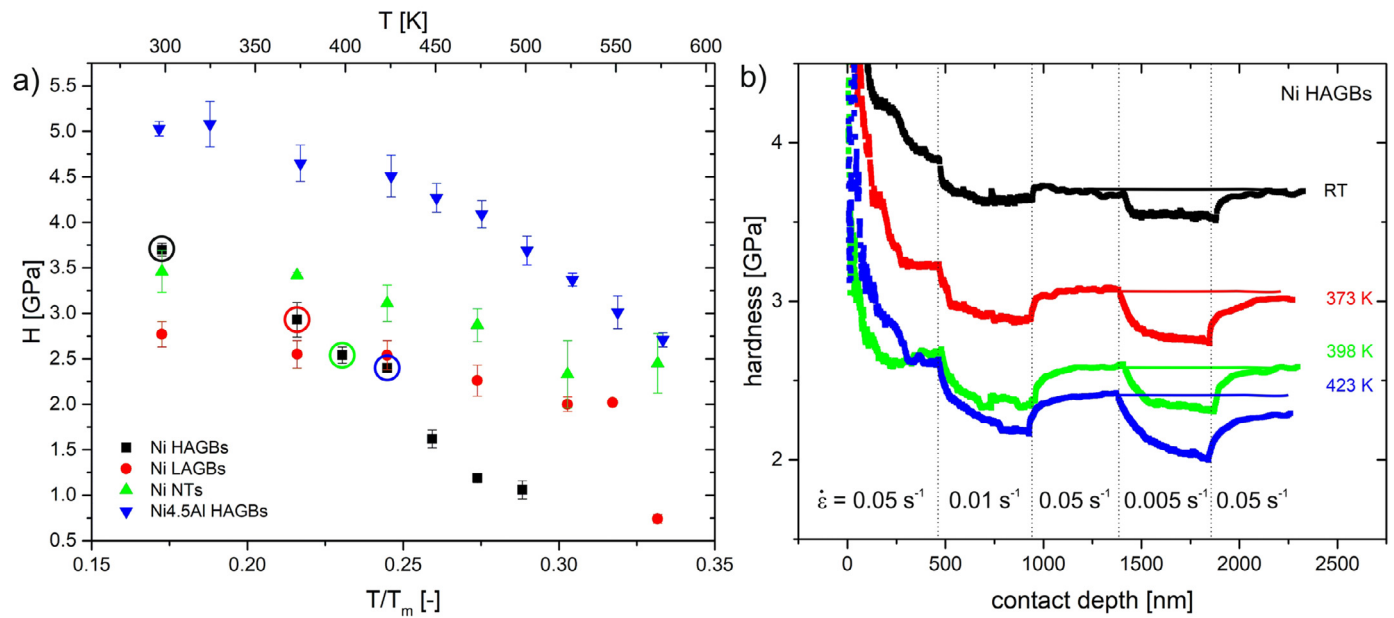 a)
T [K]
300 350 400 450 500 550 600
5.5
5.0
4.5
4.0
3.5
3.0
2.5
2.0
1.5
1.0
0.5
H [GPa]
Ni HAGBs
Ni LAGBs
Ni NTs
Ni4.5Al HAGBs
0.15 0.20 0.25 0.30 0.35
T/Tₘ [-]
b)
Ni HAGBs
4
3
2
hardness [GPa]
RT
373 K
398 K
423 K
ε̇ = 0.05 s⁻¹ 0.01 s⁻¹ 0.05 s⁻¹ 0.005 s⁻¹ 0.05 s⁻¹
0 500 1000 1500 2000 2500
contact depth [nm]